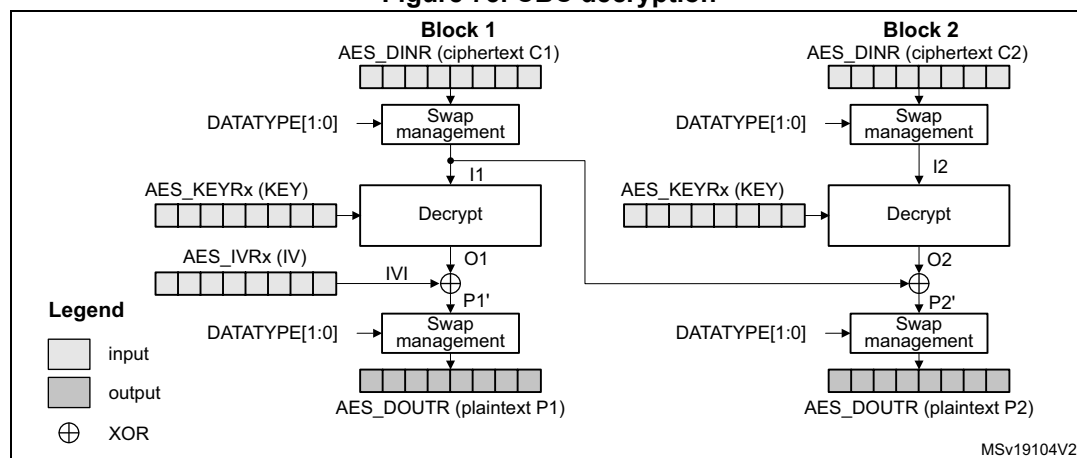 Block 1
AES_DINR (ciphertext C1)
DATATYPE[1:0]
Swap
management
I1
AES_KEYRx (KEY)
Decrypt
AES_IVRx (IV)
IVI
O1
P1'
DATATYPE[1:0]
Swap
management
AES_DOUTR (plaintext P1)
Block 2
AES_DINR (ciphertext C2)
DATATYPE[1:0]
Swap
management
I2
AES_KEYRx (KEY)
Decrypt
O2
P2'
DATATYPE[1:0]
Swap
management
AES_DOUTR (plaintext P2)
Legend
input
output
XOR
MSv19104V2